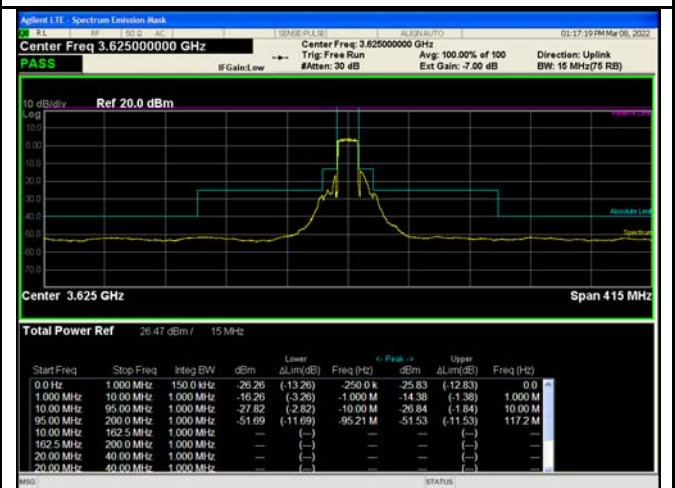 Agilent LTE - Spectrum Emission Mask
RL RF 50 Ω AC SENSE:PULSE ALIGN AUTO 01:17:19 PM Mar 08, 2022
Center Freq 3.625000000 GHz
Center Freq: 3.625000000 GHz
PASS
IFGain:Low
Trig: Free Run Avg: 100.00% of 100 Direction: Uplink
#Atten: 30 dB Ext Gain: -7.00 dB BW: 15 MHz(75 RB)
10 dB/div Ref 20.0 dBm
Log
10.0
0.00
-10.0
-20.0
-30.0
-40.0
-50.0
-60.0
-70.0
Relative Limit
Absolute Limit
Spectrum
Center 3.625 GHz Span 415 MHz
Total Power Ref 26.47 dBm / 15 MHz
Lower <- Peak -> Upper
Start Freq Stop Freq Integ BW dBm ΔLim(dB) Freq (Hz) dBm ΔLim(dB) Freq (Hz)
0.0 Hz 1.000 MHz 150.0 kHz -26.26 (-13.26) -250.0 k -25.83 (-12.83) 0.0
1.000 MHz 10.00 MHz 1.000 MHz -16.26 (-3.26) -1.000 M -14.38 (-1.38) 1.000 M
10.00 MHz 95.00 MHz 1.000 MHz -27.82 (-2.82) -10.00 M -26.84 (-1.84) 10.00 M
95.00 MHz 200.0 MHz 1.000 MHz -51.69 (-11.69) -95.21 M -51.53 (-11.53) 117.2 M
10.00 MHz 162.5 MHz 1.000 MHz --- (---) --- --- (---) ---
162.5 MHz 200.0 MHz 1.000 MHz --- (---) --- --- (---) ---
20.00 MHz 40.00 MHz 1.000 MHz --- (---) --- --- (---) ---
20.00 MHz 40.00 MHz 1.000 MHz --- (---) --- --- (---) ---
MSG STATUS